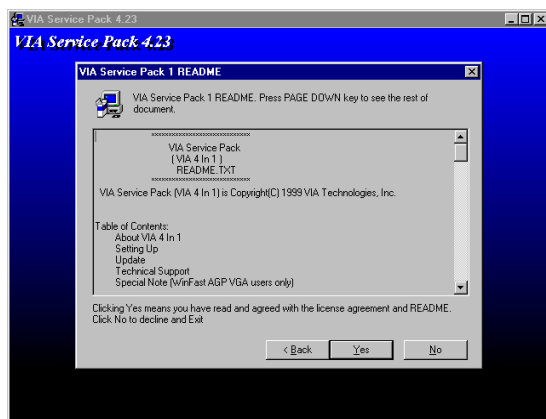 VIA Service Pack 4.23
VIA Service Pack 4.23
VIA Service Pack 1 README
VIA Service Pack 1 README. Press PAGE DOWN key to see the rest of
document.
VIA Service Pack
( VIA 4 In 1 )
README.TXT
VIA Service Pack (VIA 4 In 1) is Copyright(C) 1999 VIA Technologies, Inc.
Table of Contents:
About VIA 4 In 1
Setting Up
Update
Technical Support
Special Note (WinFast AGP VGA users only)
Clicking Yes means you have read and agreed with the license agreement and README.
Click No to decline and Exit
< Back
Yes
No